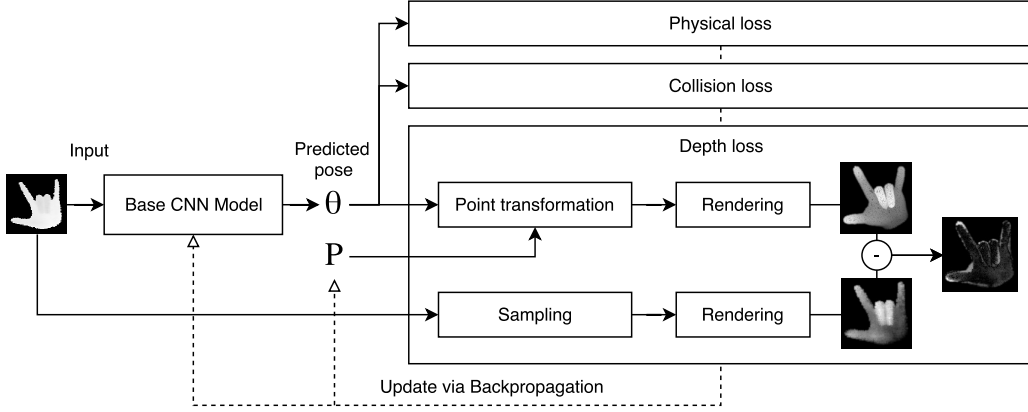 Physical loss
Collision loss
Depth loss
Input
Predicted
pose
Base CNN Model
θ
Point transformation
Rendering
P
-
Sampling
Rendering
Update via Backpropagation